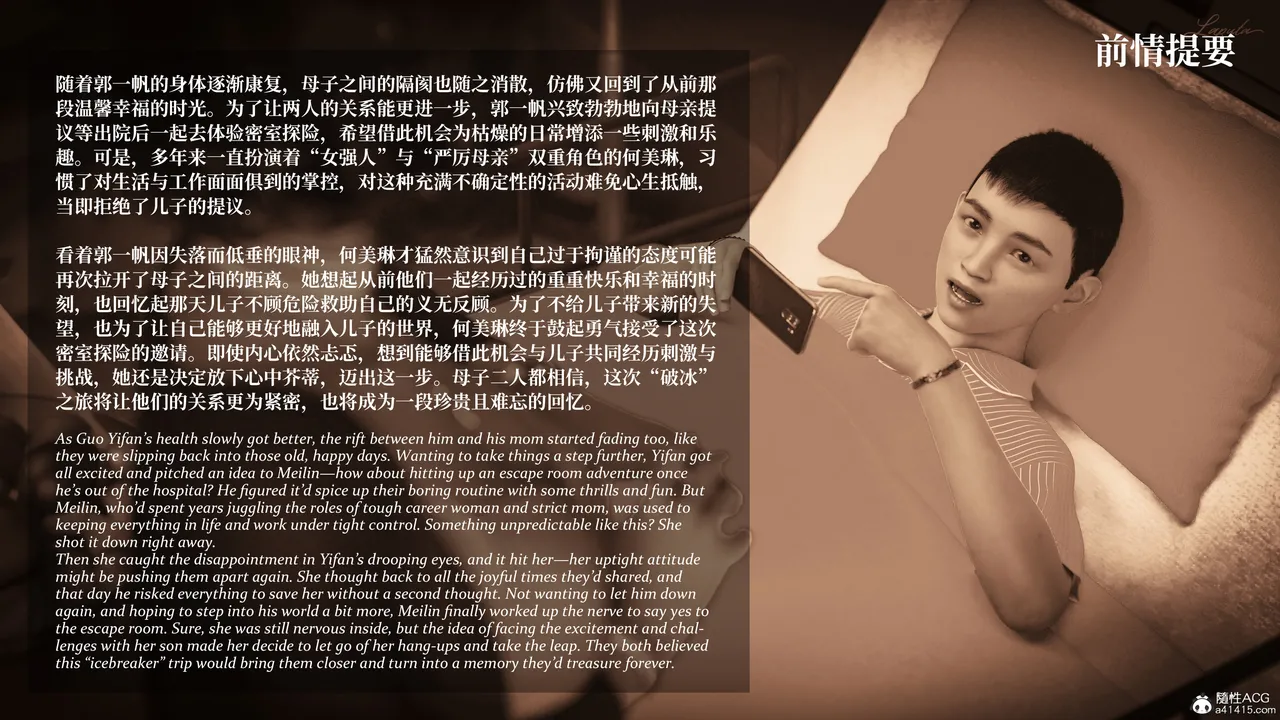 Laputa
前情提要
随着郭一帆的身体逐渐康复，母子之间的隔阂也随之消散，仿佛又回到了从前那
段温馨幸福的时光。为了让两人的关系能更进一步，郭一帆兴致勃勃地向母亲提
议等出院后一起去体验密室探险，希望借此机会为枯燥的日常增添一些刺激和乐
趣。可是，多年来一直扮演着“女强人”与“严厉母亲”双重角色的何美琳，习
惯了对生活与工作面面俱到的掌控，对这种充满不确定性的活动难免心生抵触，
当即拒绝了儿子的提议。
看着郭一帆因失落而低垂的眼神，何美琳才猛然意识到自己过于拘谨的态度可能
再次拉开了母子之间的距离。她想起从前他们一起经历过的重重快乐和幸福的时
刻，也回忆起那天儿子不顾危险救助自己的义无反顾。为了不给儿子带来新的失
望，也为了让自己能够更好地融入儿子的世界，何美琳终于鼓起勇气接受了这次
密室探险的邀请。即使内心依然忐忑，想到能够借此机会与儿子共同经历刺激与
挑战，她还是决定放下心中芥蒂，迈出这一步。母子二人都相信，这次“破冰”
之旅将让他们的关系更为紧密，也将成为一段珍贵且难忘的回忆。
As Guo Yifan’s health slowly got better, the rift between him and his mom started fading too, like
they were slipping back into those old, happy days. Wanting to take things a step further, Yifan got
all excited and pitched an idea to Meilin—how about hitting up an escape room adventure once
he’s out of the hospital? He figured it’d spice up their boring routine with some thrills and fun. But
Meilin, who’d spent years juggling the roles of tough career woman and strict mom, was used to
keeping everything in life and work under tight control. Something unpredictable like this? She
shot it down right away.
Then she caught the disappointment in Yifan’s drooping eyes, and it hit her—her uptight attitude
might be pushing them apart again. She thought back to all the joyful times they’d shared, and
that day he risked everything to save her without a second thought. Not wanting to let him down
again, and hoping to step into his world a bit more, Meilin finally worked up the nerve to say yes to
the escape room. Sure, she was still nervous inside, but the idea of facing the excitement and chal-
lenges with her son made her decide to let go of her hang-ups and take the leap. They both believed
this “icebreaker” trip would bring them closer and turn into a memory they’d treasure forever.
随性ACG
a41415.com